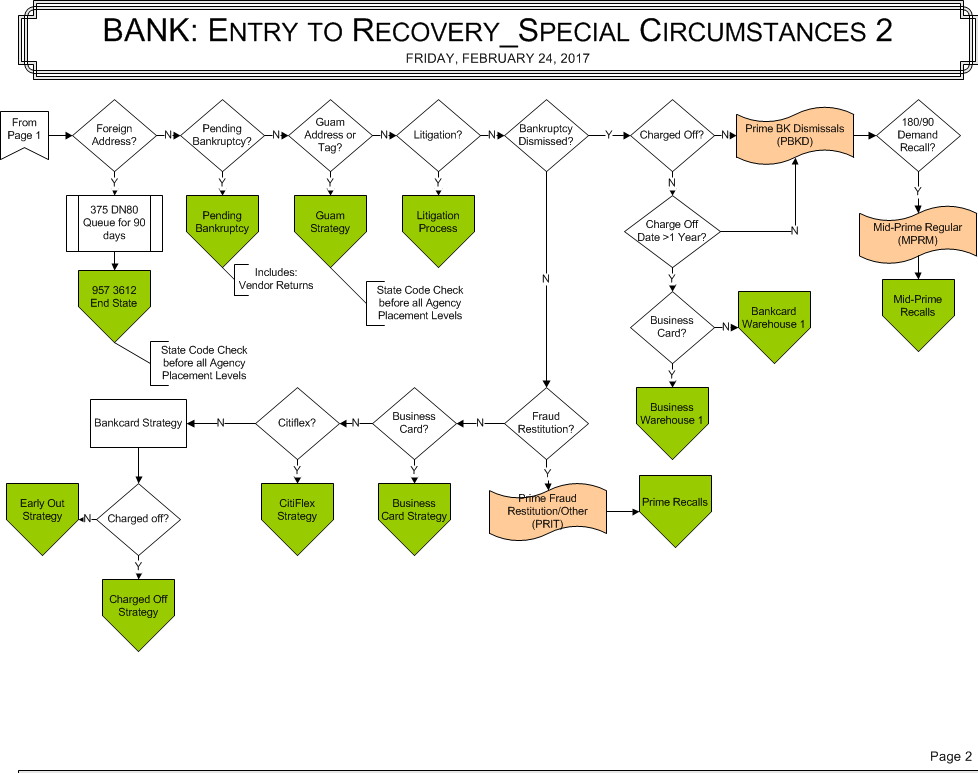 BANK: ENTRY TO RECOVERY_SPECIAL CIRCUMSTANCES 2
FRIDAY, FEBRUARY 24, 2017
From
Page 1
Foreign
Address?
N
Pending
Bankruptcy?
N
Guam
Address or
Tag?
N
Litigation?
N
Bankruptcy
Dismissed?
Y
Charged Off?
N
Prime BK Dismissals
(PBKD)
180/90
Demand
Recall?
Y
Y
Y
Y
N
Y
375 DN80
Queue for 90
days
Pending
Bankruptcy
Guam
Strategy
Litigation
Process
Charge Off
Date >1 Year?
N
Mid-Prime Regular
(MPRM)
957 3612
End State
Includes:
Vendor Returns
State Code Check
before all Agency
Placement Levels
N
Y
Business
Card?
N
Bankcard
Warehouse 1
Mid-Prime
Recalls
State Code Check
before all Agency
Placement Levels
Y
Business
Warehouse 1
Bankcard Strategy
N
Citiflex?
N
Business
Card?
N
Fraud
Restitution?
Y
Y
Y
Early Out
Strategy
N
Charged off?
CitiFlex
Strategy
Business
Card Strategy
Prime Fraud
Restitution/Other
(PRIT)
Prime Recalls
Y
Charged Off
Strategy
Page 2